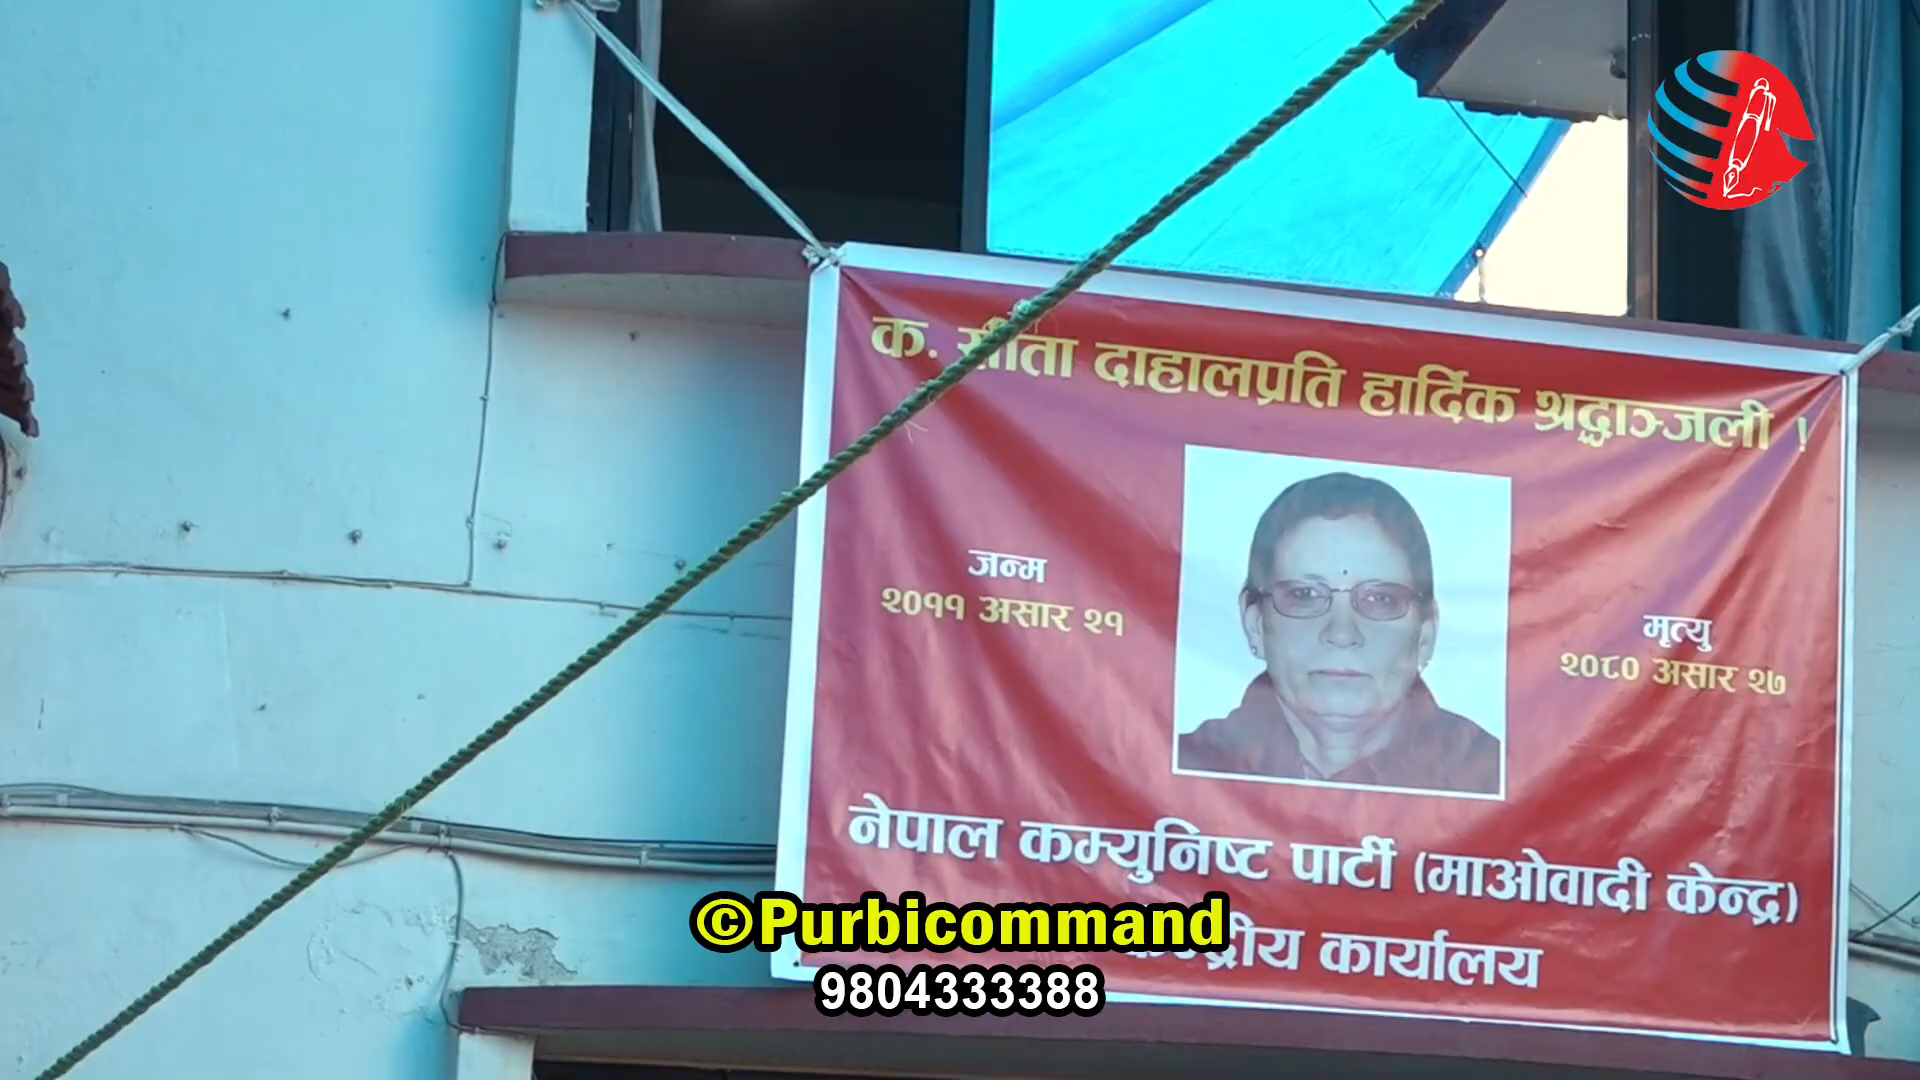 क. सीता दाहालप्रति हार्दिक श्रद्धाञ्जली !
जन्म
२०११ असार २१
मृत्यु
२०८० असार २७
नेपाल कम्युनिष्ट पार्टी (माओवादी केन्द्र)
केन्द्रीय कार्यालय
©Purbicommand
9804333388